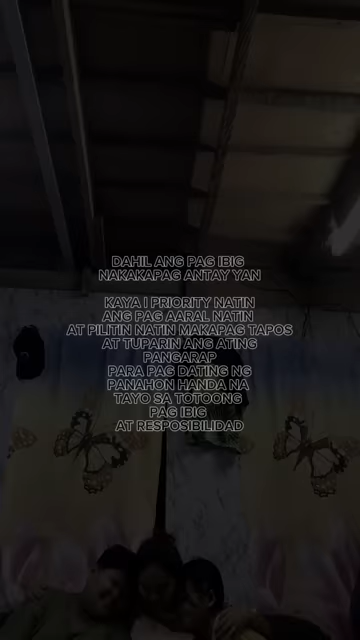 DAHIL ANG PAG IBIG
NAKAKAPAG ANTAY YAN
KAYA I PRIORITY NATIN
ANG PAG AARAL NATIN
AT PILITIN NATIN MAKAPAG TAPOS
AT TUPARIN ANG ATING
PANGARAP
PARA PAG DATING NG
PANAHON HANDA NA
TAYO SA TOTOONG
PAG IBIG
AT RESPOSIBILIDAD